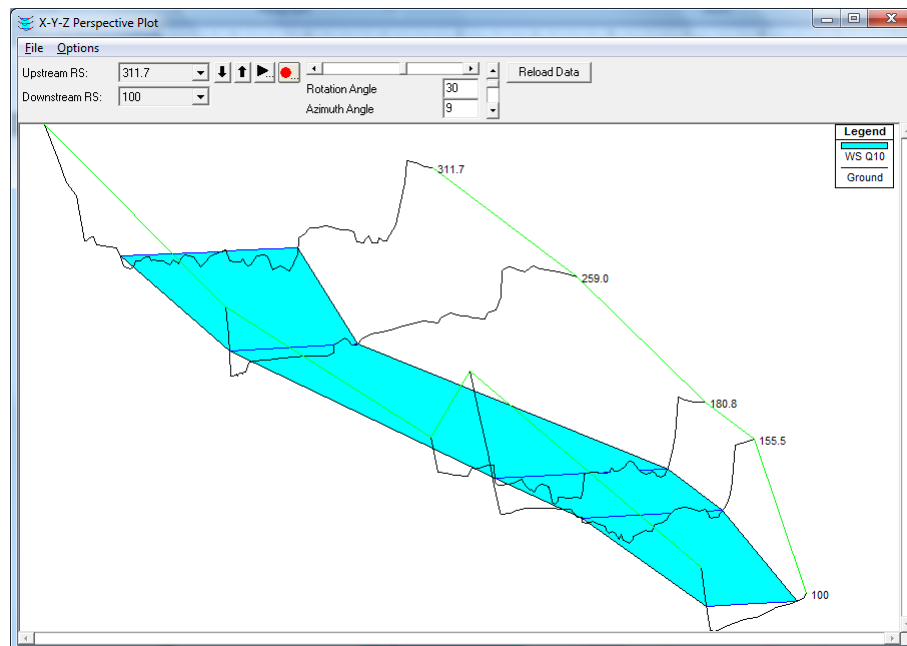 X-Y-Z Perspective Plot
File Options
Upstream RS: 311.7
Reload Data
Rotation Angle 30
Downstream RS: 100
Azimuth Angle 9
Legend
WS Q10
Ground
311.7
259.0
180.8
155.5
100